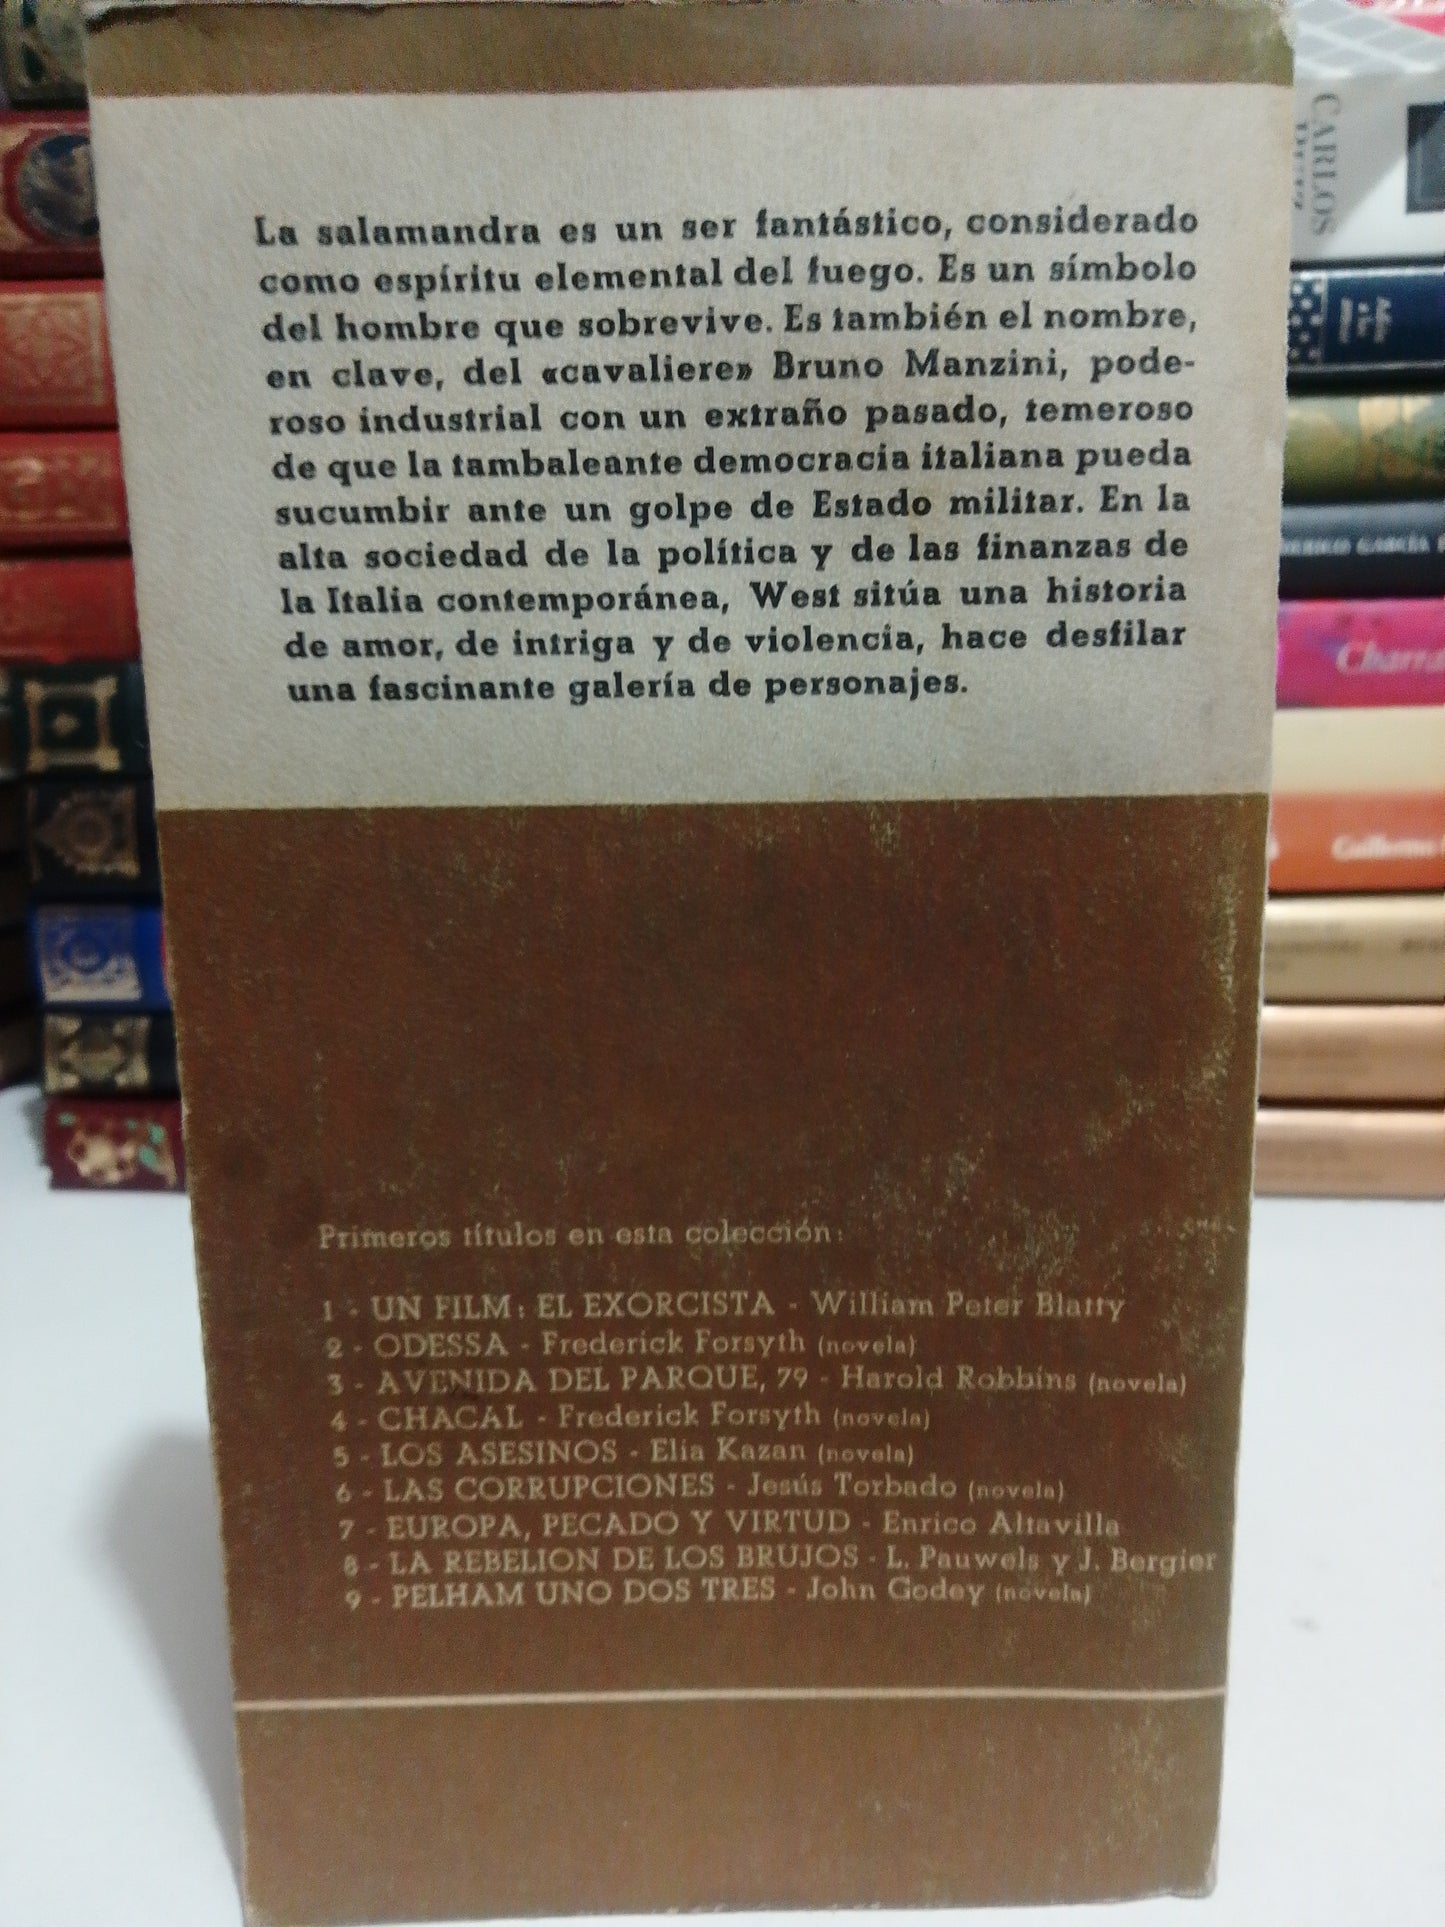 La salamandra es un ser fantástico, considerado
como espíritu elemental del fuego. Es un símbolo
del hombre que sobrevive. Es también el nombre,
en clave, del «cavaliere» Bruno Manzini, pode-
roso industrial con un extraño pasado, temeroso
de que la tambaleante democracia italiana pueda
sucumbir ante un golpe de Estado militar. En la
alta sociedad de la política y de las finanzas de
la Italia contemporánea, West sitúa una historia
de amor, de intriga y de violencia, hace desfilar
una fascinante galería de personajes.
Primeros títulos en esta colección:
1 - UN FILM: EL EXORCISTA - William Peter Blatty
2 - ODESSA - Frederick Forsyth (novela)
3 - AVENIDA DEL PARQUE, 79 - Harold Robbins (novela)
4 - CHACAL - Frederick Forsyth (novela)
5 - LOS ASESINOS - Elia Kazan (novela)
6 - LAS CORRUPCIONES - Jesús Torbado (novela)
7 - EUROPA, PECADO Y VIRTUD - Enrico Altavilla
8 - LA REBELION DE LOS BRUJOS - L. Pauwels y J. Bergier
9 - PELHAM UNO DOS TRES - John Godey (novela)
CARLOS
GARCÍA
Guillermo